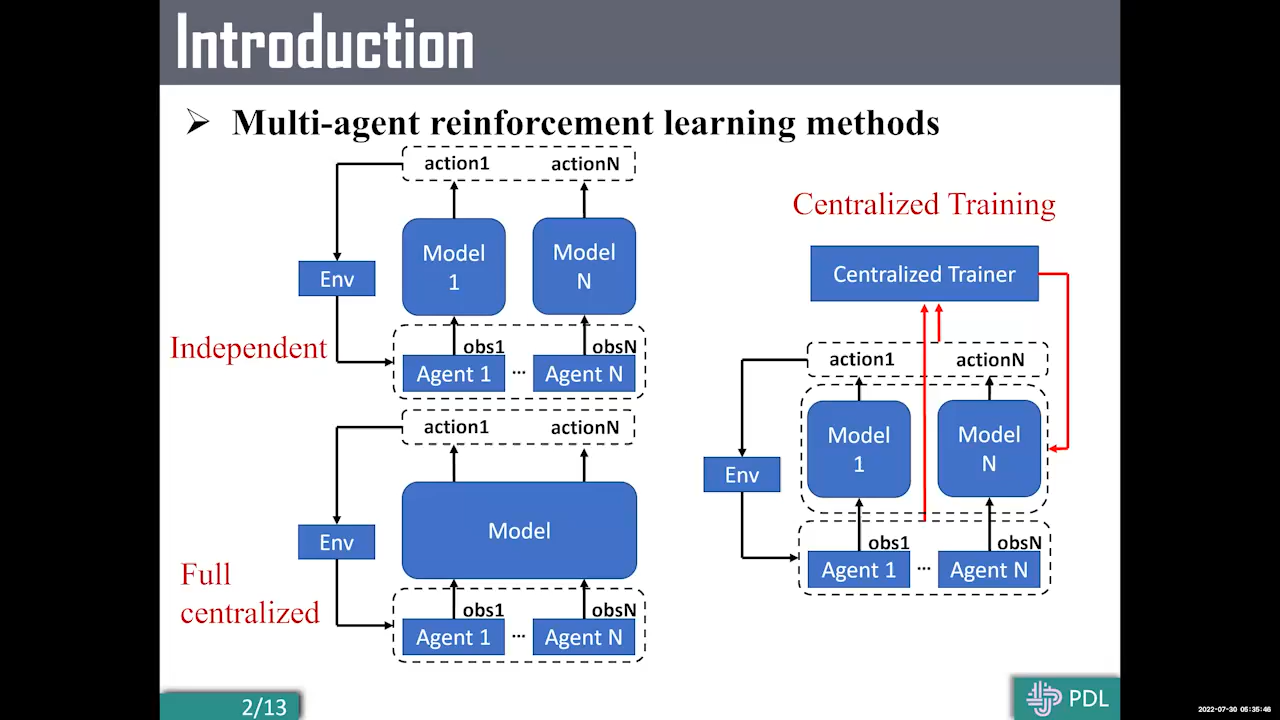 Introduction
➢ Multi-agent reinforcement learning methods
action1 actionN
Model 1
Model N
Env
Independent
obs1 obsN
Agent 1 ... Agent N
action1 actionN
Model
Env
Full
centralized
obs1 obsN
Agent 1 ... Agent N
Centralized Training
Centralized Trainer
action1 actionN
Model 1
Model N
Env
obs1 obsN
Agent 1 ... Agent N
2/13
PDL
2022-07-30 05:35:46